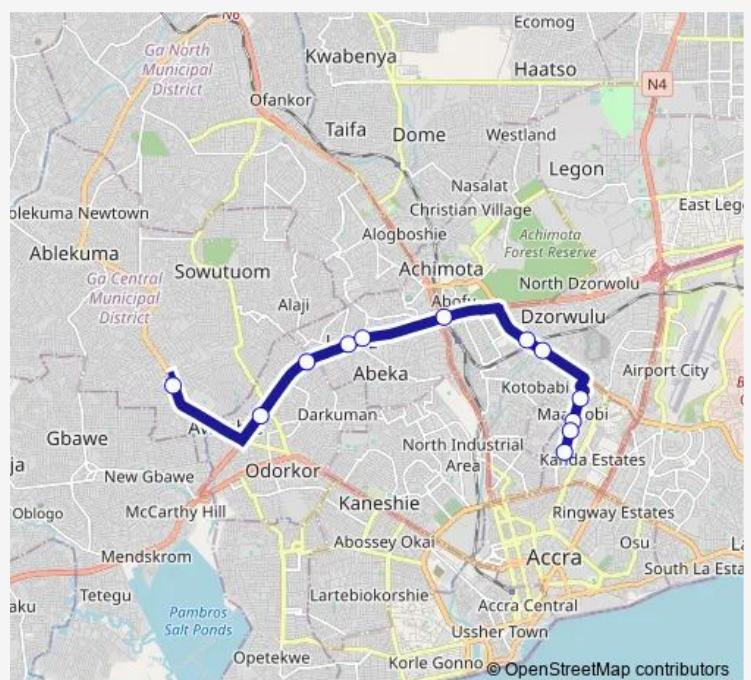 N6
Ecomog
Ga North
Municipal
District
Kwabenya
Haatso
N4
Ofankor
Taifa
Dome
Westland
Legon
Nasalat
Christian Village
East Leg
olekuma Newtown
Alogboshie
Achimota
Forest Reserve
Ablekuma
Sowutuom
Achimota
Ga Central
Municipal
District
North Dzorwolu
Alaji
Abofu
Dzorwulu
Abeka
Airport City
Kotobabi
Darkuman
Gbawe
North Industrial
Area
Kanda Estates
ja
New Gbawe
Odorkor
Oblogo
McCarthy Hill
Kaneshie
Ringway Estates
Abossey Okai
Osu
Mendskrom
Accra
South La Esta
Tetegu
Lartebiokorshie
aku
Pambros
Salt Ponds
Accra Central
Ussher Town
Opetekwe
Korle Gonno
© OpenStreetMap contributors